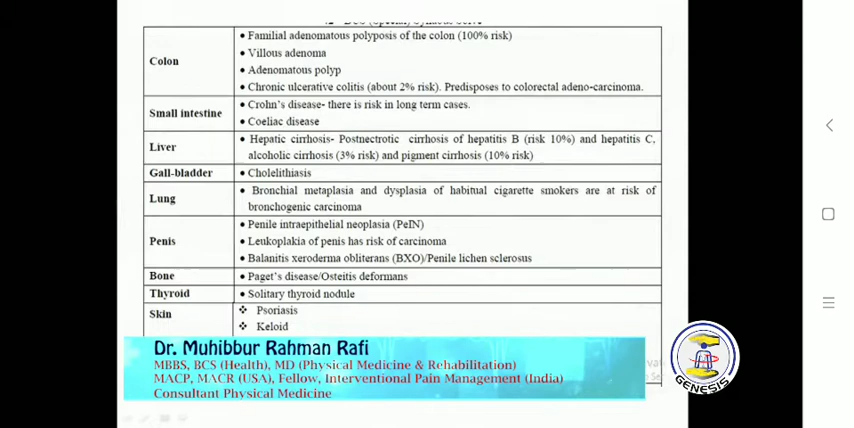 (Special) Syllabus
Colon
• Familial adenomatous polyposis of the colon (100% risk)
• Villous adenoma
• Adenomatous polyp
• Chronic ulcerative colitis (about 2% risk). Predisposes to colorectal adeno-carcinoma.
Small intestine
• Crohn's disease- there is risk in long term cases.
• Coeliac disease
Liver
• Hepatic cirrhosis- Postnectrotic cirrhosis of hepatitis B (risk 10%) and hepatitis C,
alcoholic cirrhosis (3% risk) and pigment cirrhosis (10% risk)
Gall-bladder
• Cholelithiasis
Lung
• Bronchial metaplasia and dysplasia of habitual cigarette smokers are at risk of
bronchogenic carcinoma
Penis
• Penile intraepithelial neoplasia (PeIN)
• Leukoplakia of penis has risk of carcinoma
• Balanitis xeroderma obliterans (BXO)/Penile lichen sclerosus
Bone
• Paget's disease/Osteitis deformans
Thyroid
• Solitary thyroid nodule
Skin
❖ Psoriasis
❖ Keloid
Dr. Muhibbur Rahman Rafi
MBBS, BCS (Health), MD (Physical Medicine & Rehabilitation)
MACP, MACR (USA), Fellow, Interventional Pain Management (India)
Consultant Physical Medicine
GENESIS